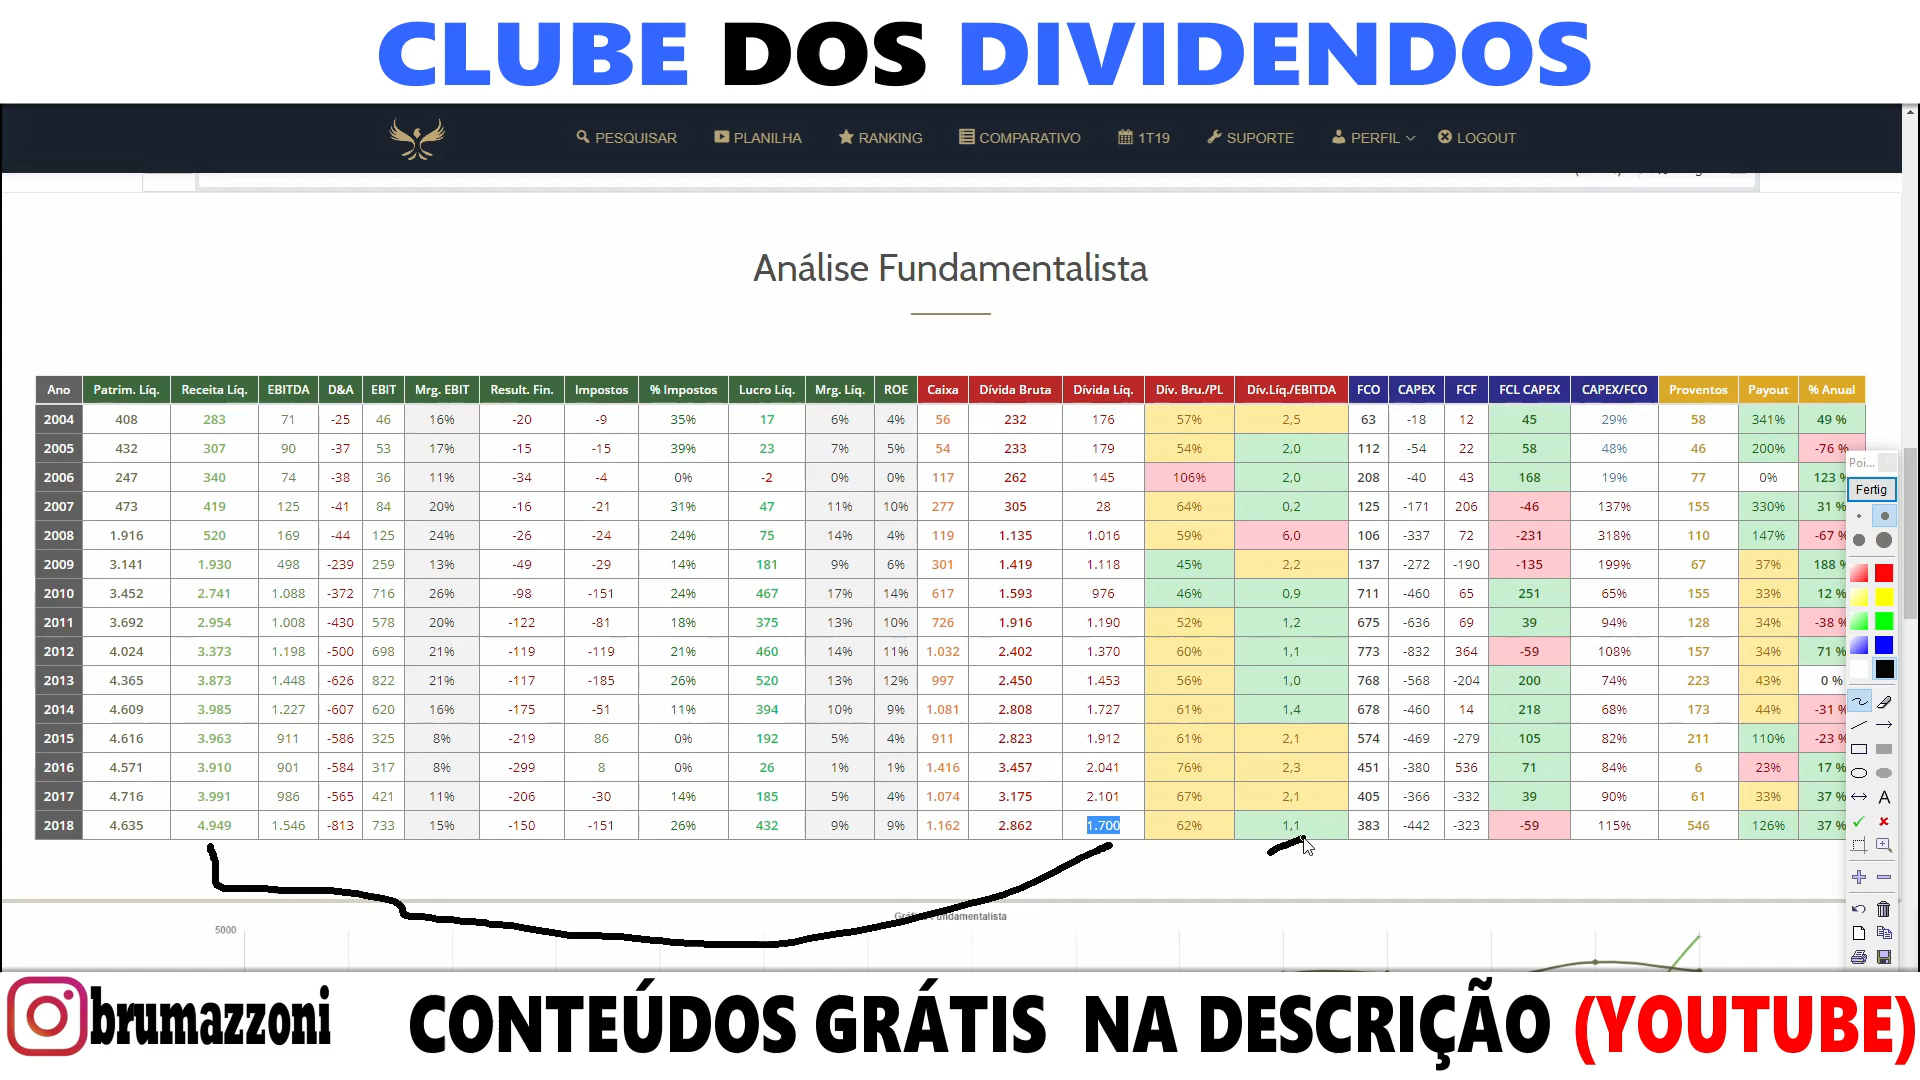 CLUBE DOS DIVIDENDOS
PESQUISAR PLANILHA RANKING COMPARATIVO 1T19 SUPORTE PERFIL LOGOUT
Análise Fundamentalista
Ano Patrim. Líq. Receita Líq. EBITDA D&A EBIT Mrg. EBIT Result. Fin. Impostos % Impostos Lucro Líq. Mrg. Líq. ROE Caixa Dívida Bruta Dívida Líq. Dív. Bru./PL Dív.Líq./EBITDA FCO CAPEX FCF FCL CAPEX CAPEX/FCO Proventos Payout % Anual
2004 408 283 71 -25 46 16% -20 -9 35% 17 6% 4% 56 232 176 57% 2,5 63 -18 12 45 29% 58 341% 49 %
2005 432 307 90 -37 53 17% -15 -15 39% 23 7% 5% 54 233 179 54% 2,0 112 -54 22 58 48% 46 200% -76 %
2006 247 340 74 -38 36 11% -34 -4 0% -2 0% 0% 117 262 145 106% 2,0 208 -40 43 168 19% 77 0% 123 %
2007 473 419 125 -41 84 20% -16 -21 31% 47 11% 10% 277 305 28 64% 0,2 125 -171 206 -46 137% 155 330% 31 %
2008 1.916 520 169 -44 125 24% -26 -24 24% 75 14% 4% 119 1.135 1.016 59% 6,0 106 -337 72 -231 318% 110 147% -67 %
2009 3.141 1.930 498 -239 259 13% -49 -29 14% 181 9% 6% 301 1.419 1.118 45% 2,2 137 -272 -190 -135 199% 67 37% 188 %
2010 3.452 2.741 1.088 -372 716 26% -98 -151 24% 467 17% 14% 617 1.593 976 46% 0,9 711 -460 65 251 65% 155 33% 12 %
2011 3.692 2.954 1.008 -430 578 20% -122 -81 18% 375 13% 10% 726 1.916 1.190 52% 1,2 675 -636 69 39 94% 128 34% -38 %
2012 4.024 3.373 1.198 -500 698 21% -119 -119 21% 460 14% 11% 1.032 2.402 1.370 60% 1,1 773 -832 364 -59 108% 157 34% 71 %
2013 4.365 3.873 1.448 -626 822 21% -117 -185 26% 520 13% 12% 997 2.450 1.453 56% 1,0 768 -568 -204 200 74% 223 43% 0 %
2014 4.609 3.985 1.227 -607 620 16% -175 -51 11% 394 10% 9% 1.081 2.808 1.727 61% 1,4 678 -460 14 218 68% 173 44% -31 %
2015 4.616 3.963 911 -586 325 8% -219 86 0% 192 5% 4% 911 2.823 1.912 61% 2,1 574 -469 -279 105 82% 211 110% -23 %
2016 4.571 3.910 901 -584 317 8% -299 8 0% 26 1% 1% 1.416 3.457 2.041 76% 2,3 451 -380 536 71 84% 6 23% 17 %
2017 4.716 3.991 986 -565 421 11% -206 -30 14% 185 5% 4% 1.074 3.175 2.101 67% 2,1 405 -366 -332 39 90% 61 33% 37 %
2018 4.635 4.949 1.546 -813 733 15% -150 -151 26% 432 9% 9% 1.162 2.862 1.700 62% 1,1 383 -442 -323 -59 115% 546 126% 37 %
Poi...
Fertig
A
5000
brumazzoni
CONTEÚDOS GRÁTIS NA DESCRIÇÃO (YOUTUBE)